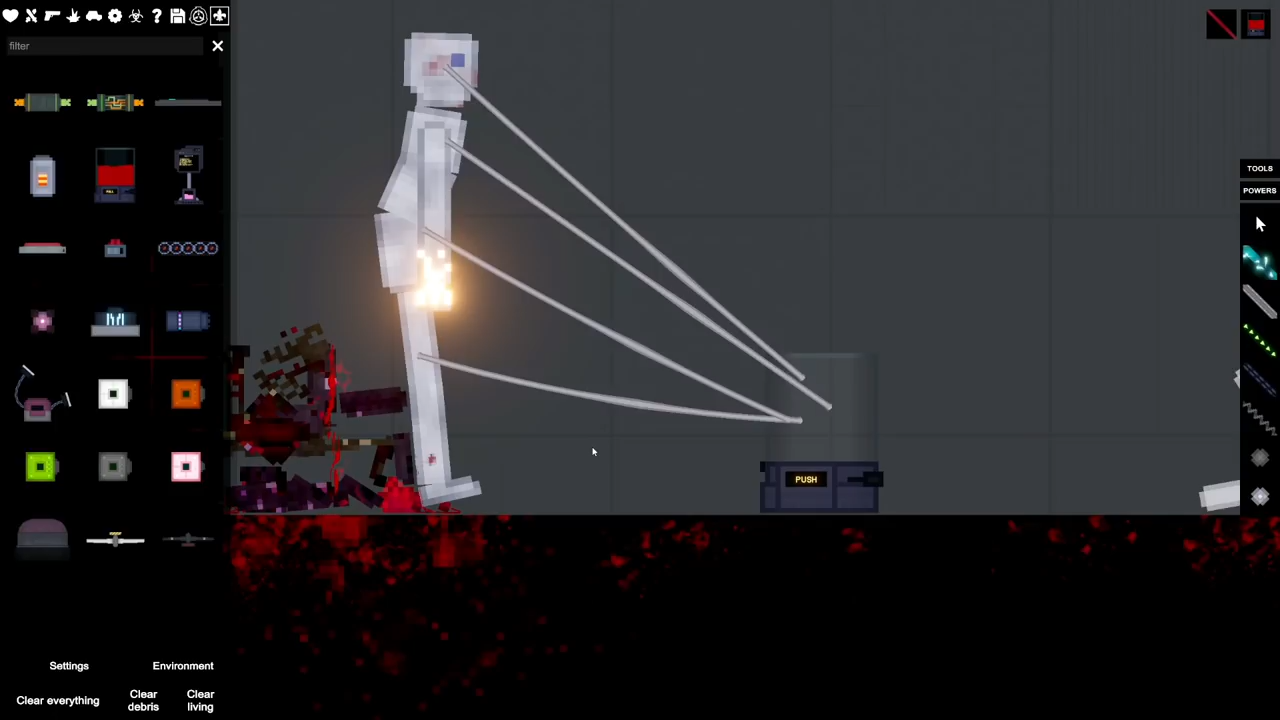 filter
TOOLS
POWERS
PUSH
Settings
Environment
Clear everything
Clear debris
Clear living